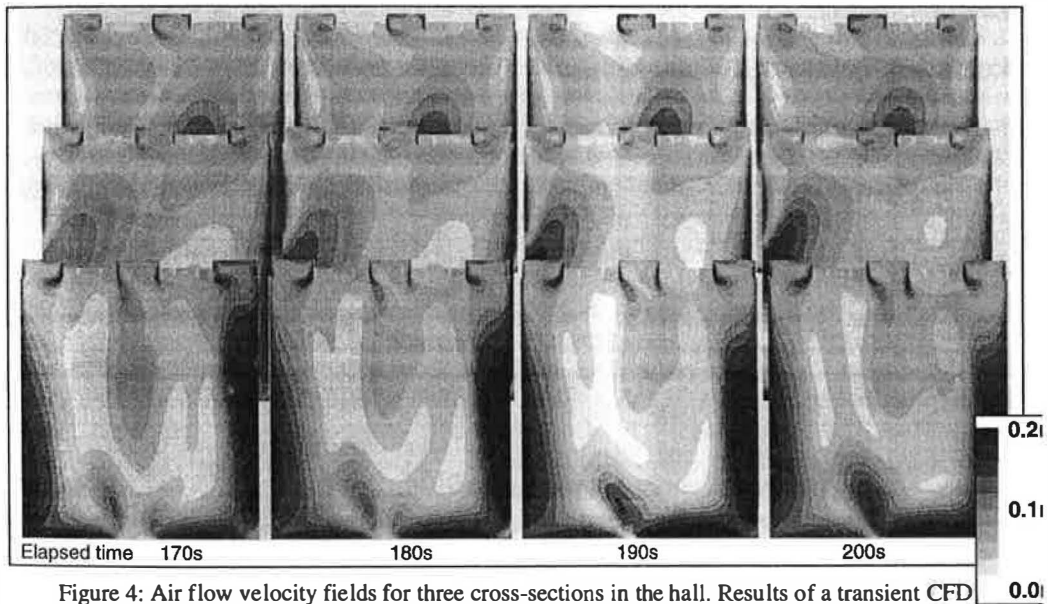 0.2
0.1
0.0
Elapsed time 170s 180s 190s 200s
Figure 4: Air flow velocity fields for three cross-sections in the hall. Results of a transient CFD